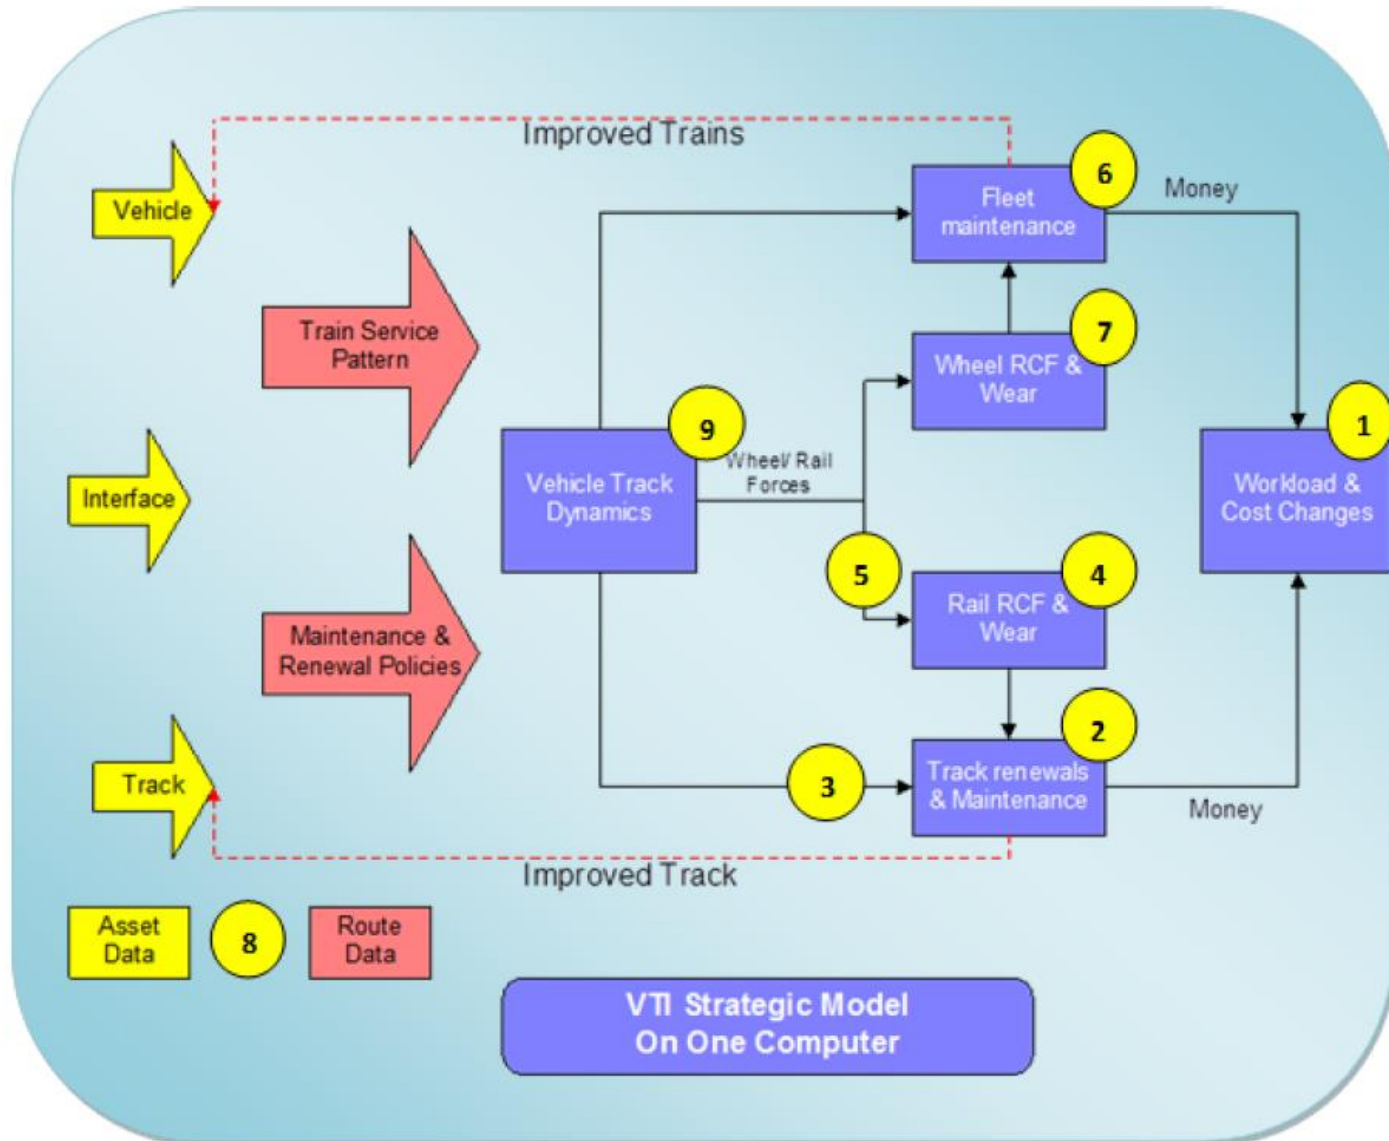 Improved Trains
Vehicle
6
Fleet
maintenance
Money
Train Service
Pattern
7
Wheel RCF &
Wear
Interface
9
Vehicle Track
Dynamics
Wheel/ Rail
Forces
1
Workload &
Cost Changes
5
4
Rail RCF &
Wear
Maintenance &
Renewal Policies
Track
3
2
Track renewals
& Maintenance
Money
Improved Track
Asset
Data
8
Route
Data
VTI Strategic Model
On One Computer